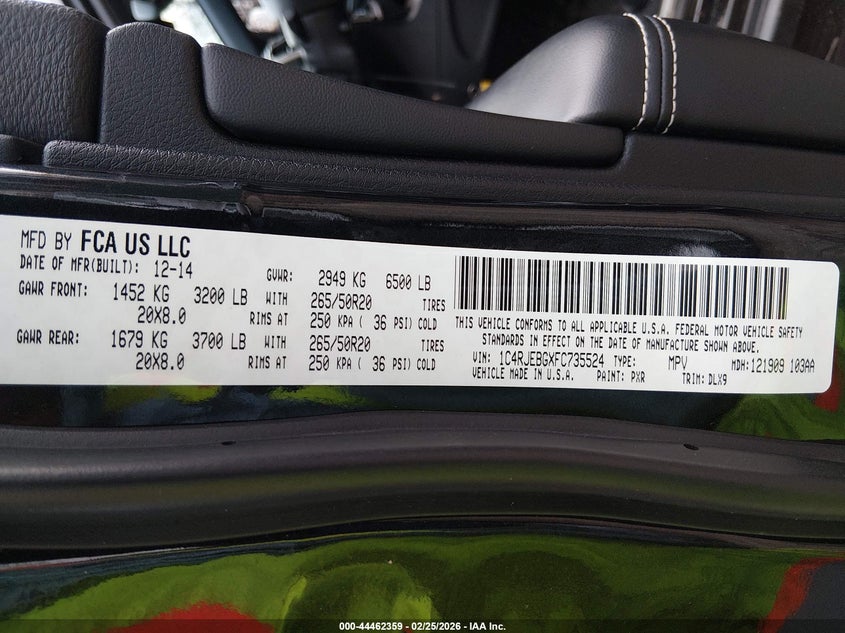 MFD BY FCA US LLC
DATE OF MFR(BUILT): 12-14 GVWR: 2949 KG 6500 LB
GAWR FRONT: 1452 KG 3200 LB WITH 265/50R20 TIRES
20X8.0 RIMS AT 250 KPA ( 36 PSI) COLD
GAWR REAR: 1679 KG 3700 LB WITH 265/50R20 TIRES
20X8.0 RIMS AT 250 KPA ( 36 PSI) COLD
THIS VEHICLE CONFORMS TO ALL APPLICABLE U.S.A. FEDERAL MOTOR VEHICLE SAFETY
STANDARDS IN EFFECT ON THE DATE OF MANUFACTURE SHOWN ABOVE.
VIN: 1C4RJEBGXFC735524 TYPE: MPV MDH:121909 103AA
VEHICLE MADE IN U.S.A. PAINT: PXR TRIM: DLX9
000-44462359 - 02/25/2026 - IAA Inc.